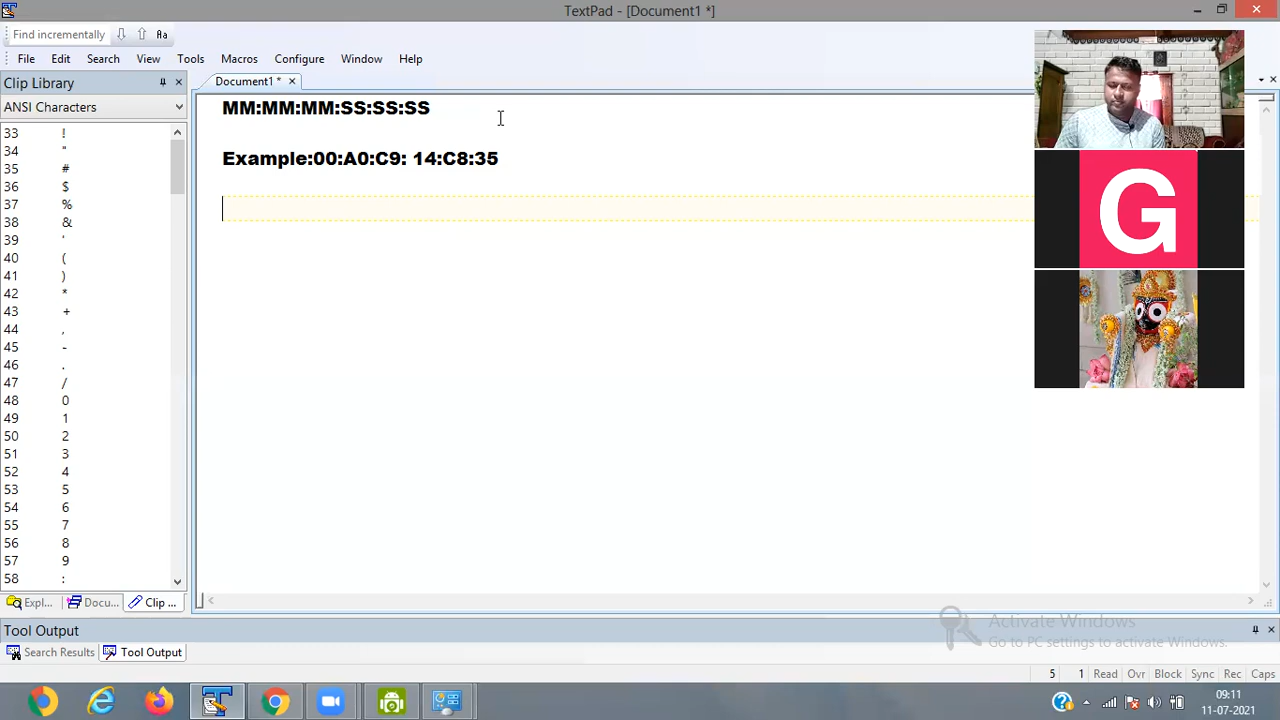 TextPad - [Document1 *]
Find incrementally
Aa
File Edit Search View Tools Macros Configure Window Help
Clip Library
Document1 *
ANSI Characters
MM:MM:MM:SS:SS:SS
Example:00:A0:C9: 14:C8:35
33 !
34 "
35 #
36 $
37 %
38 &
39 '
40 (
41 )
42 *
43 +
44 ,
45 -
46 .
47 /
48 0
49 1
50 2
51 3
52 4
53 5
54 6
55 7
56 8
57 9
58 :
G
Expl... Docu... Clip ...
Tool Output
Search Results Tool Output
Activate Windows
Go to PC settings to activate Windows.
5 1 Read Ovr Block Sync Rec Caps
09:11
11-07-2021